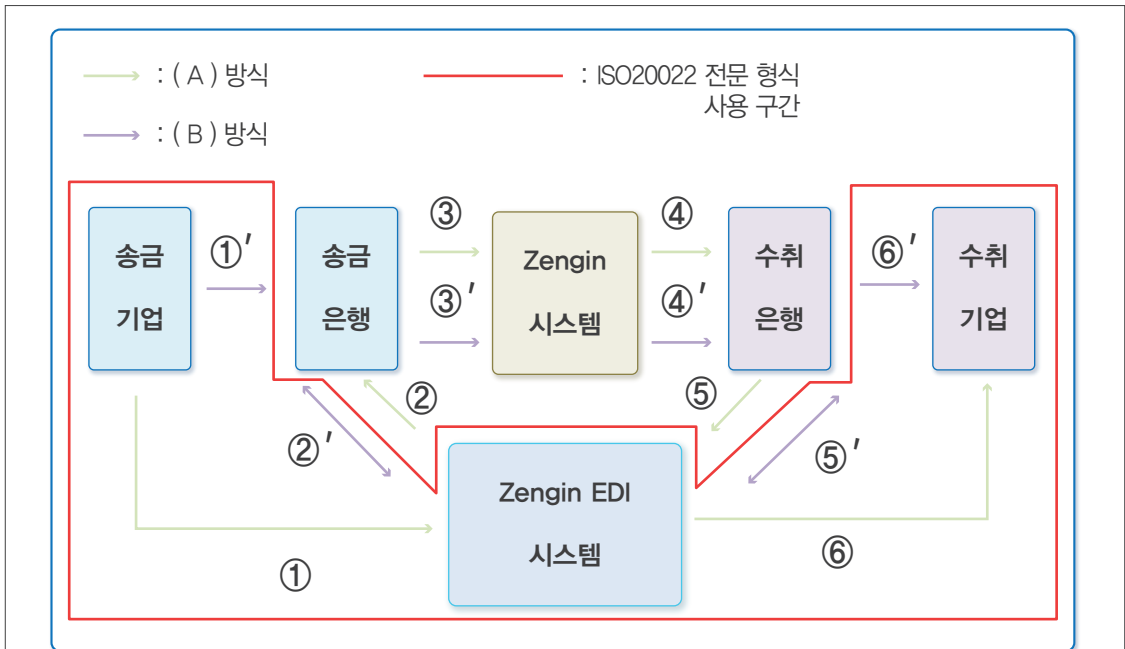 : ( A ) 방식
: ISO20022 전문 형식
사용 구간
: ( B ) 방식
송금
기업
①′
송금
은행
③
③′
Zengin
시스템
④
④′
수취
은행
⑥′
수취
기업
②
②′
⑤
⑤′
Zengin EDI
시스템
①
⑥